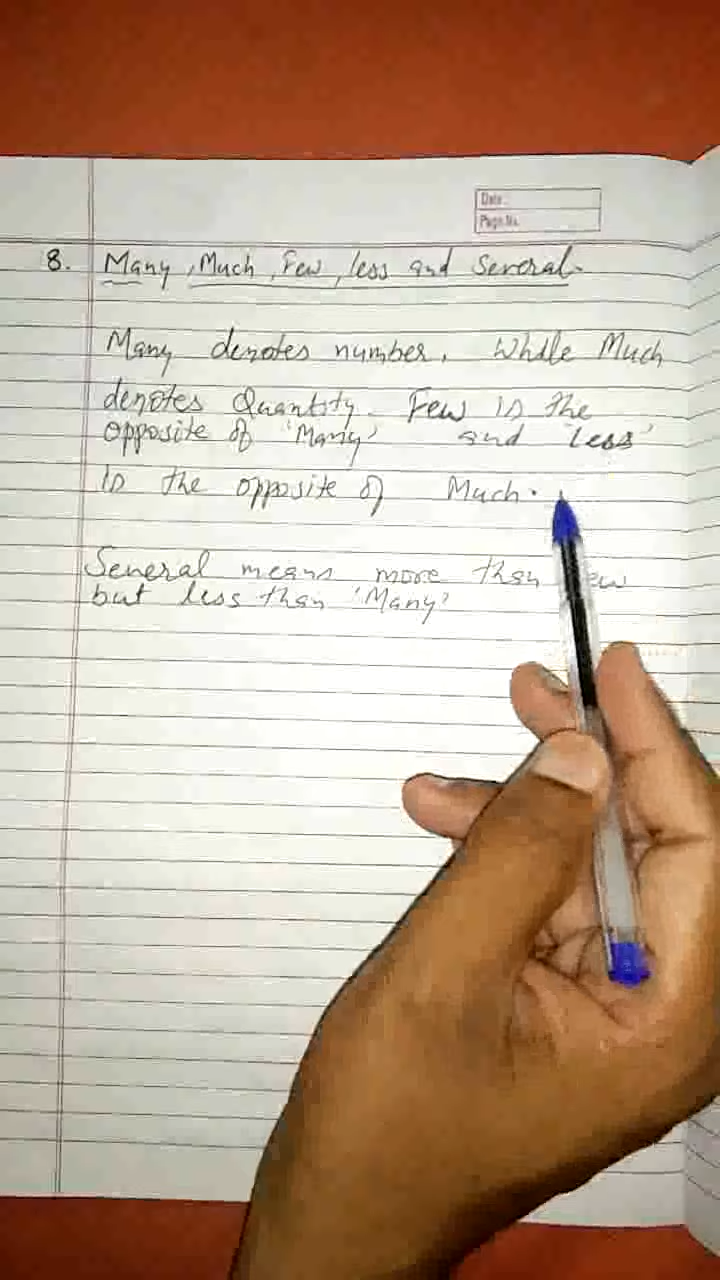 Date :
Page No.
8. Many, Much, Few, less and Several.
Many denotes number, While Much
denotes Quantity. Few is the
opposite of 'Many' and 'Less'
is the opposite of Much.
Several means more than ew
but less than 'Many'